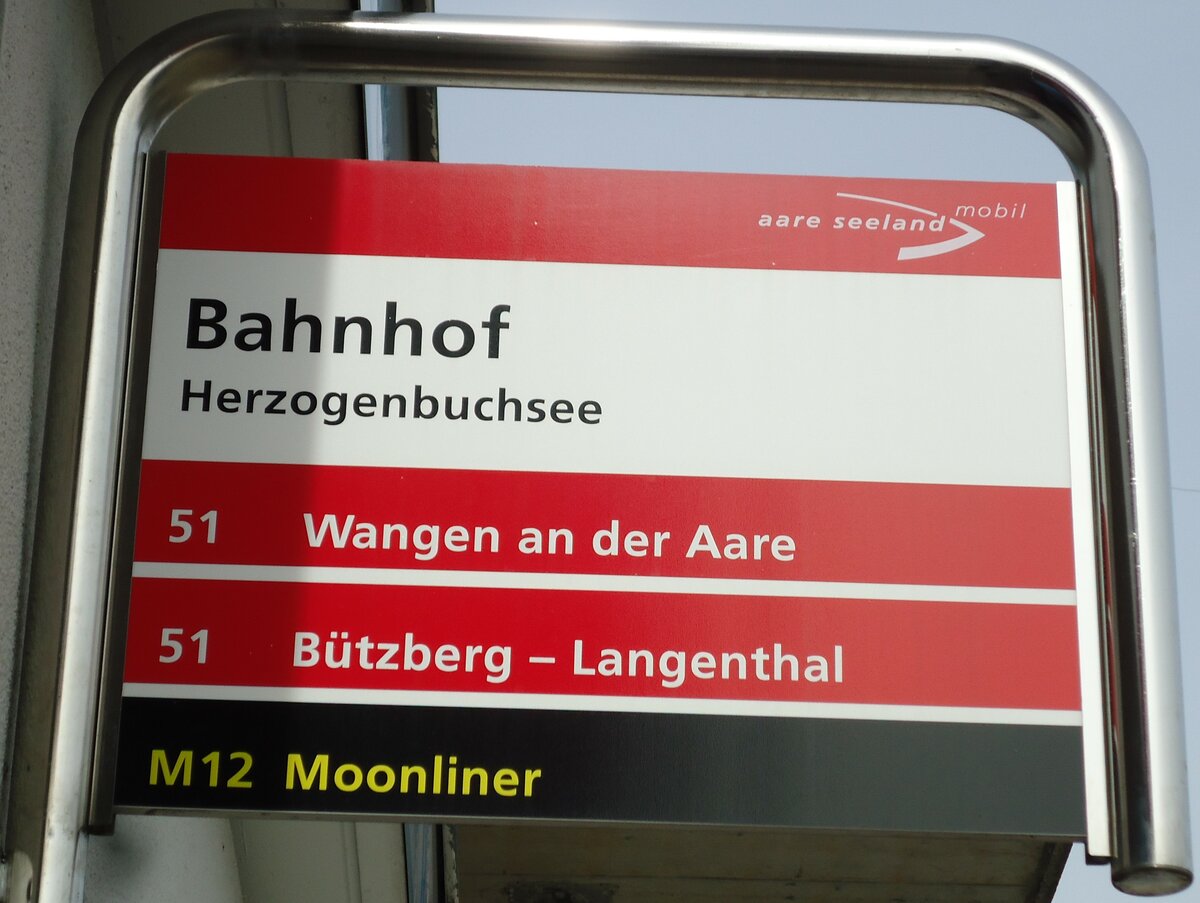 aare seeland mobil
Bahnhof
Herzogenbuchsee
51 Wangen an der Aare
51 Bützberg – Langenthal
M12 Moonliner